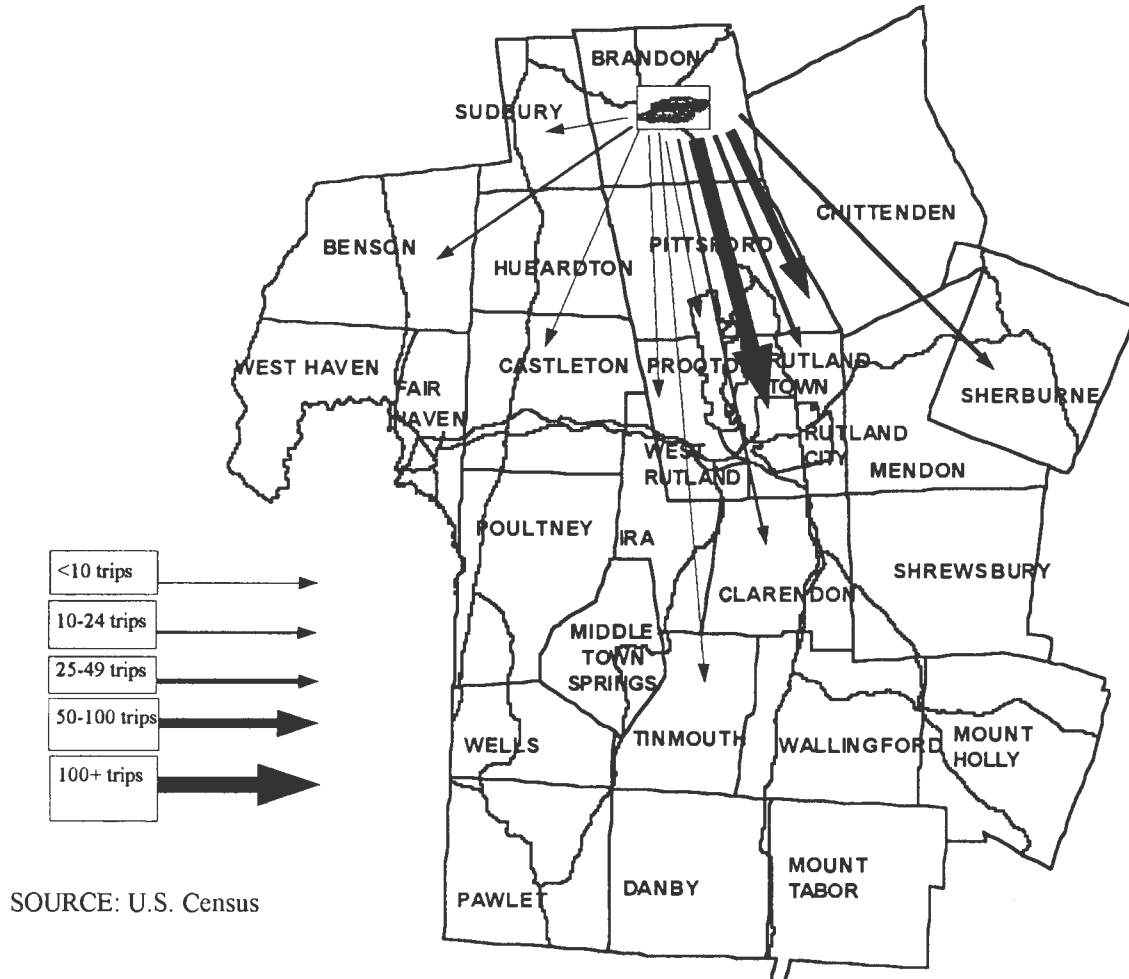 BRANDON
SUDBURY
CHITTENDEN
BENSON
HUBARDTON
PITTSFORD
WEST HAVEN
FAIR
HAVEN
CASTLETON
PROCTOR
RUTLAND
TOWN
SHERBURNE
WEST
RUTLAND
RUTLAND
CITY
MENDON
POULTNEY
IRA
CLARENDON
SHREWSBURY
MIDDLE
TOWN
SPRINGS
WELLS
TINMOUTH
WALLINGFORD
MOUNT
HOLLY
PAWLET
DANBY
MOUNT
TABOR
<10 trips
10-24 trips
25-49 trips
50-100 trips
100+ trips
SOURCE: U.S. Census